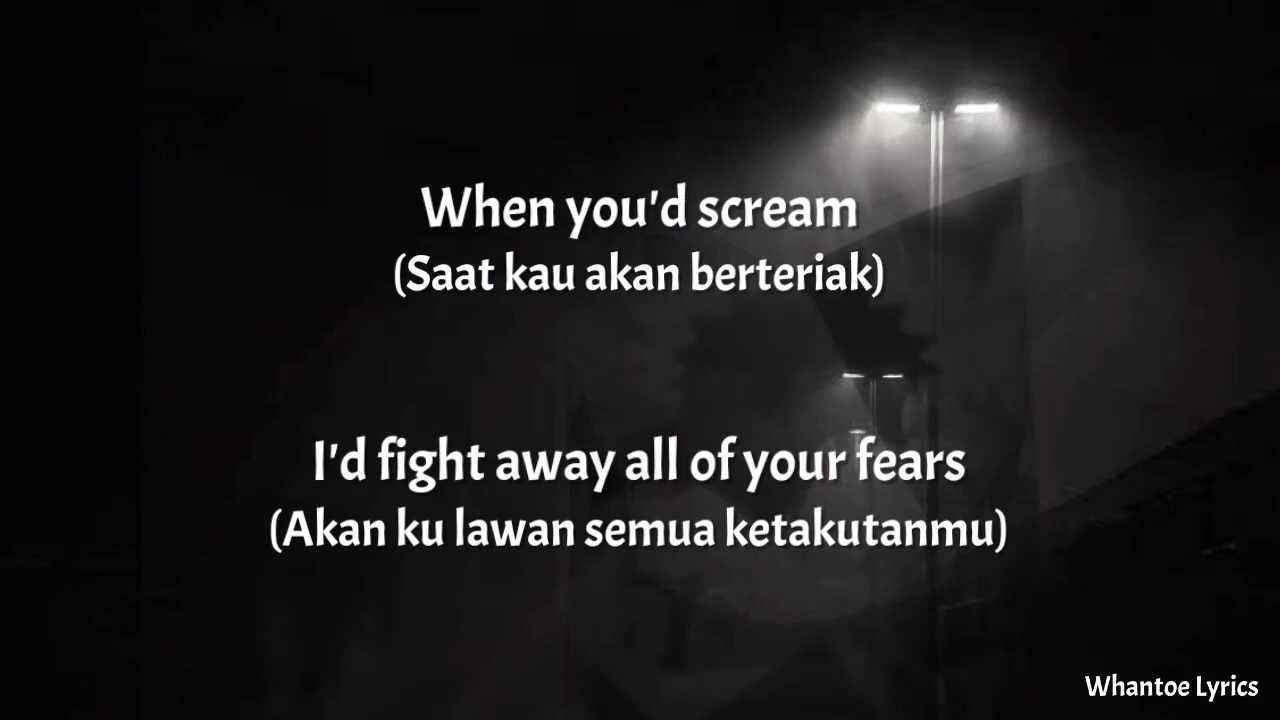 When you'd scream
(Saat kau akan berteriak)
I'd fight away all of your fears
(Akan ku lawan semua ketakutanmu)
Whantoe Lyrics